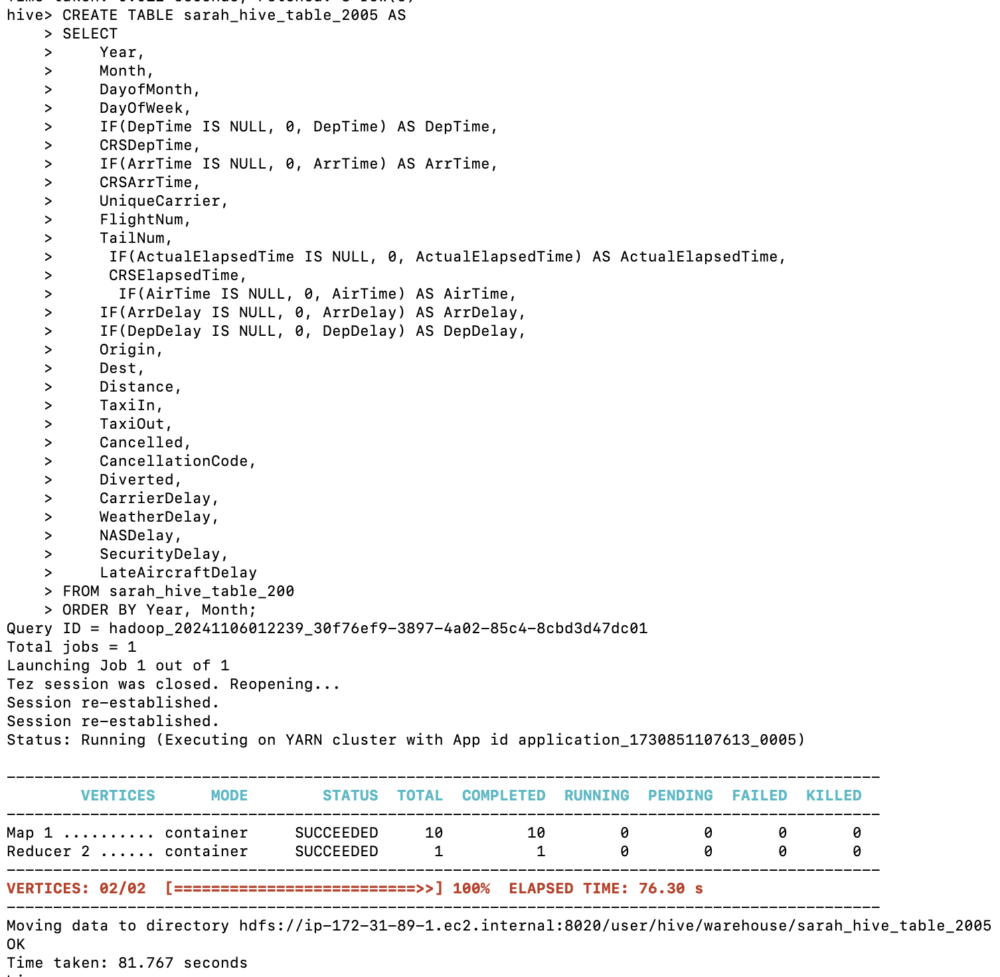 Time taken: 0.022 seconds, Fetched: 5 row(s)
hive> CREATE TABLE sarah_hive_table_2005 AS
    > SELECT
    >     Year,
    >     Month,
    >     DayofMonth,
    >     DayOfWeek,
    >     IF(DepTime IS NULL, 0, DepTime) AS DepTime,
    >     CRSDepTime,
    >     IF(ArrTime IS NULL, 0, ArrTime) AS ArrTime,
    >     CRSArrTime,
    >     UniqueCarrier,
    >     FlightNum,
    >     TailNum,
    >      IF(ActualElapsedTime IS NULL, 0, ActualElapsedTime) AS ActualElapsedTime,
    >      CRSElapsedTime,
    >       IF(AirTime IS NULL, 0, AirTime) AS AirTime,
    >     IF(ArrDelay IS NULL, 0, ArrDelay) AS ArrDelay,
    >     IF(DepDelay IS NULL, 0, DepDelay) AS DepDelay,
    >     Origin,
    >     Dest,
    >     Distance,
    >     TaxiIn,
    >     TaxiOut,
    >     Cancelled,
    >     CancellationCode,
    >     Diverted,
    >     CarrierDelay,
    >     WeatherDelay,
    >     NASDelay,
    >     SecurityDelay,
    >     LateAircraftDelay
    > FROM sarah_hive_table_200
    > ORDER BY Year, Month;
Query ID = hadoop_20241106012239_30f76ef9-3897-4a02-85c4-8cbd3d47dc01
Total jobs = 1
Launching Job 1 out of 1
Tez session was closed. Reopening...
Session re-established.
Session re-established.
Status: Running (Executing on YARN cluster with App id application_1730851107613_0005)
----------------------------------------------------------------------------------------------
        VERTICES      MODE        STATUS  TOTAL  COMPLETED  RUNNING  PENDING  FAILED  KILLED
----------------------------------------------------------------------------------------------
Map 1 .......... container     SUCCEEDED     10         10        0        0       0       0
Reducer 2 ...... container     SUCCEEDED      1          1        0        0       0       0
----------------------------------------------------------------------------------------------
VERTICES: 02/02  [==========================>>] 100%  ELAPSED TIME: 76.30 s
----------------------------------------------------------------------------------------------
Moving data to directory hdfs://ip-172-31-89-1.ec2.internal:8020/user/hive/warehouse/sarah_hive_table_2005
OK
Time taken: 81.767 seconds